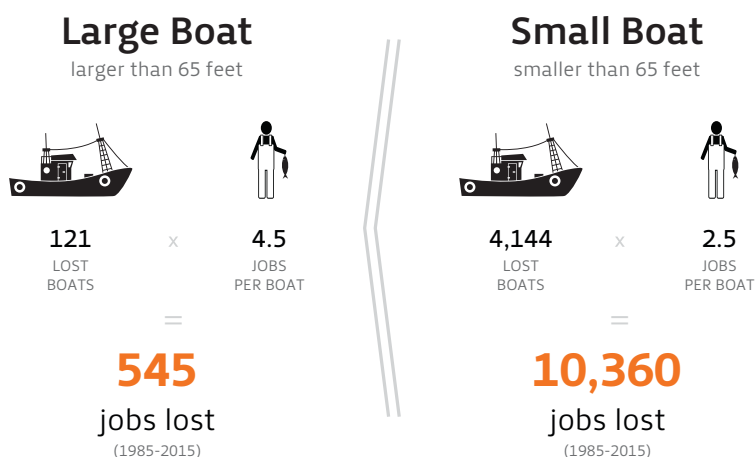 Large Boat
larger than 65 feet
121
x
4.5
LOST
BOATS
JOBS
PER BOAT
=
545
jobs lost
(1985-2015)
Small Boat
smaller than 65 feet
4,144
x
2.5
LOST
BOATS
JOBS
PER BOAT
=
10,360
jobs lost
(1985-2015)